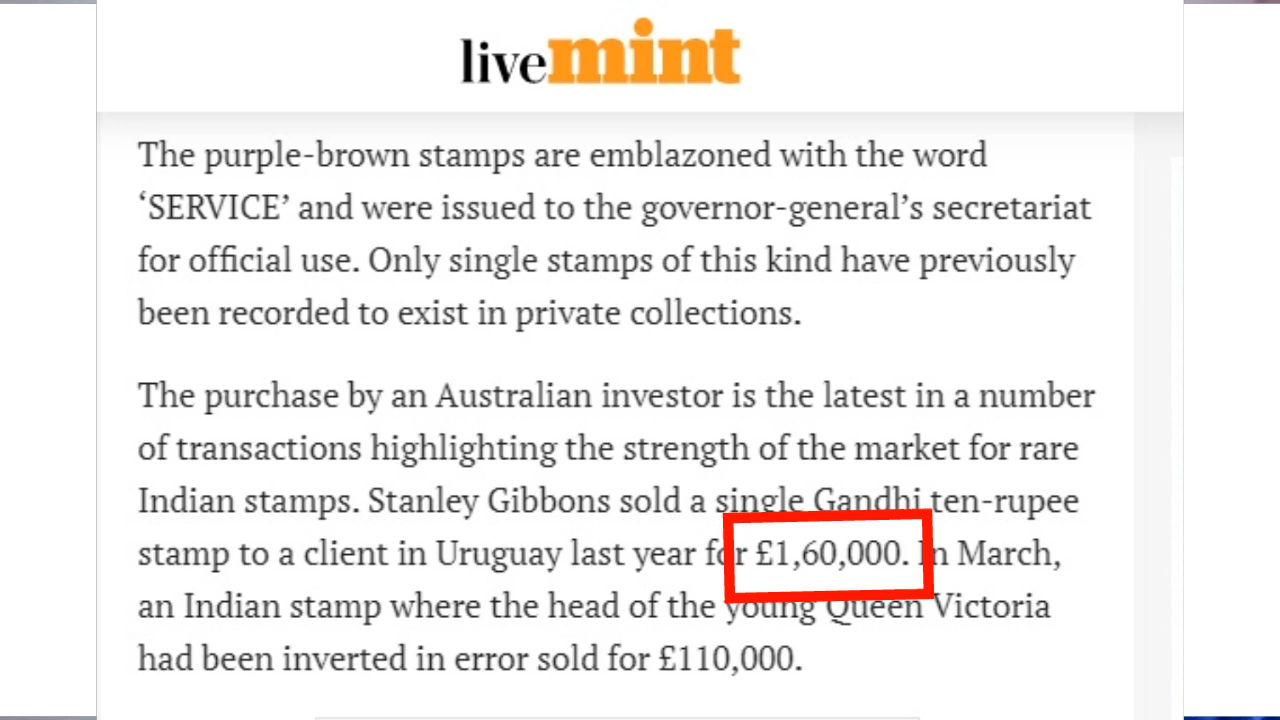 livemint
The purple-brown stamps are emblazoned with the word
‘SERVICE’ and were issued to the governor-general’s secretariat
for official use. Only single stamps of this kind have previously
been recorded to exist in private collections.
The purchase by an Australian investor is the latest in a number
of transactions highlighting the strength of the market for rare
Indian stamps. Stanley Gibbons sold a single Gandhi ten-rupee
stamp to a client in Uruguay last year for £1,60,000. In March,
an Indian stamp where the head of the young Queen Victoria
had been inverted in error sold for £110,000.